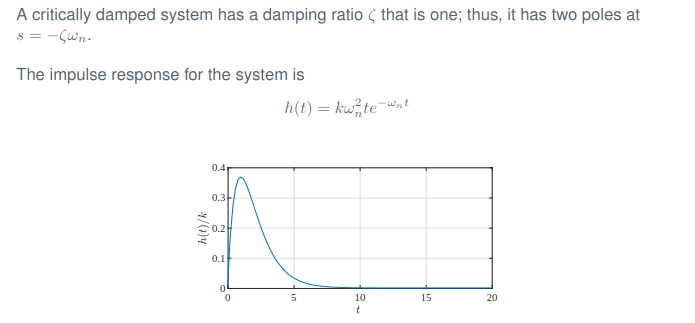 A critically damped system has a damping ratio ζ that is one; thus, it has two poles at
s = −ζωₙ.
The impulse response for the system is
h(t) = kωₙ²te^{−ωₙt}
0.4
0.3
0.2
0.1
0
h(t)/k
0 5 10 15 20
t